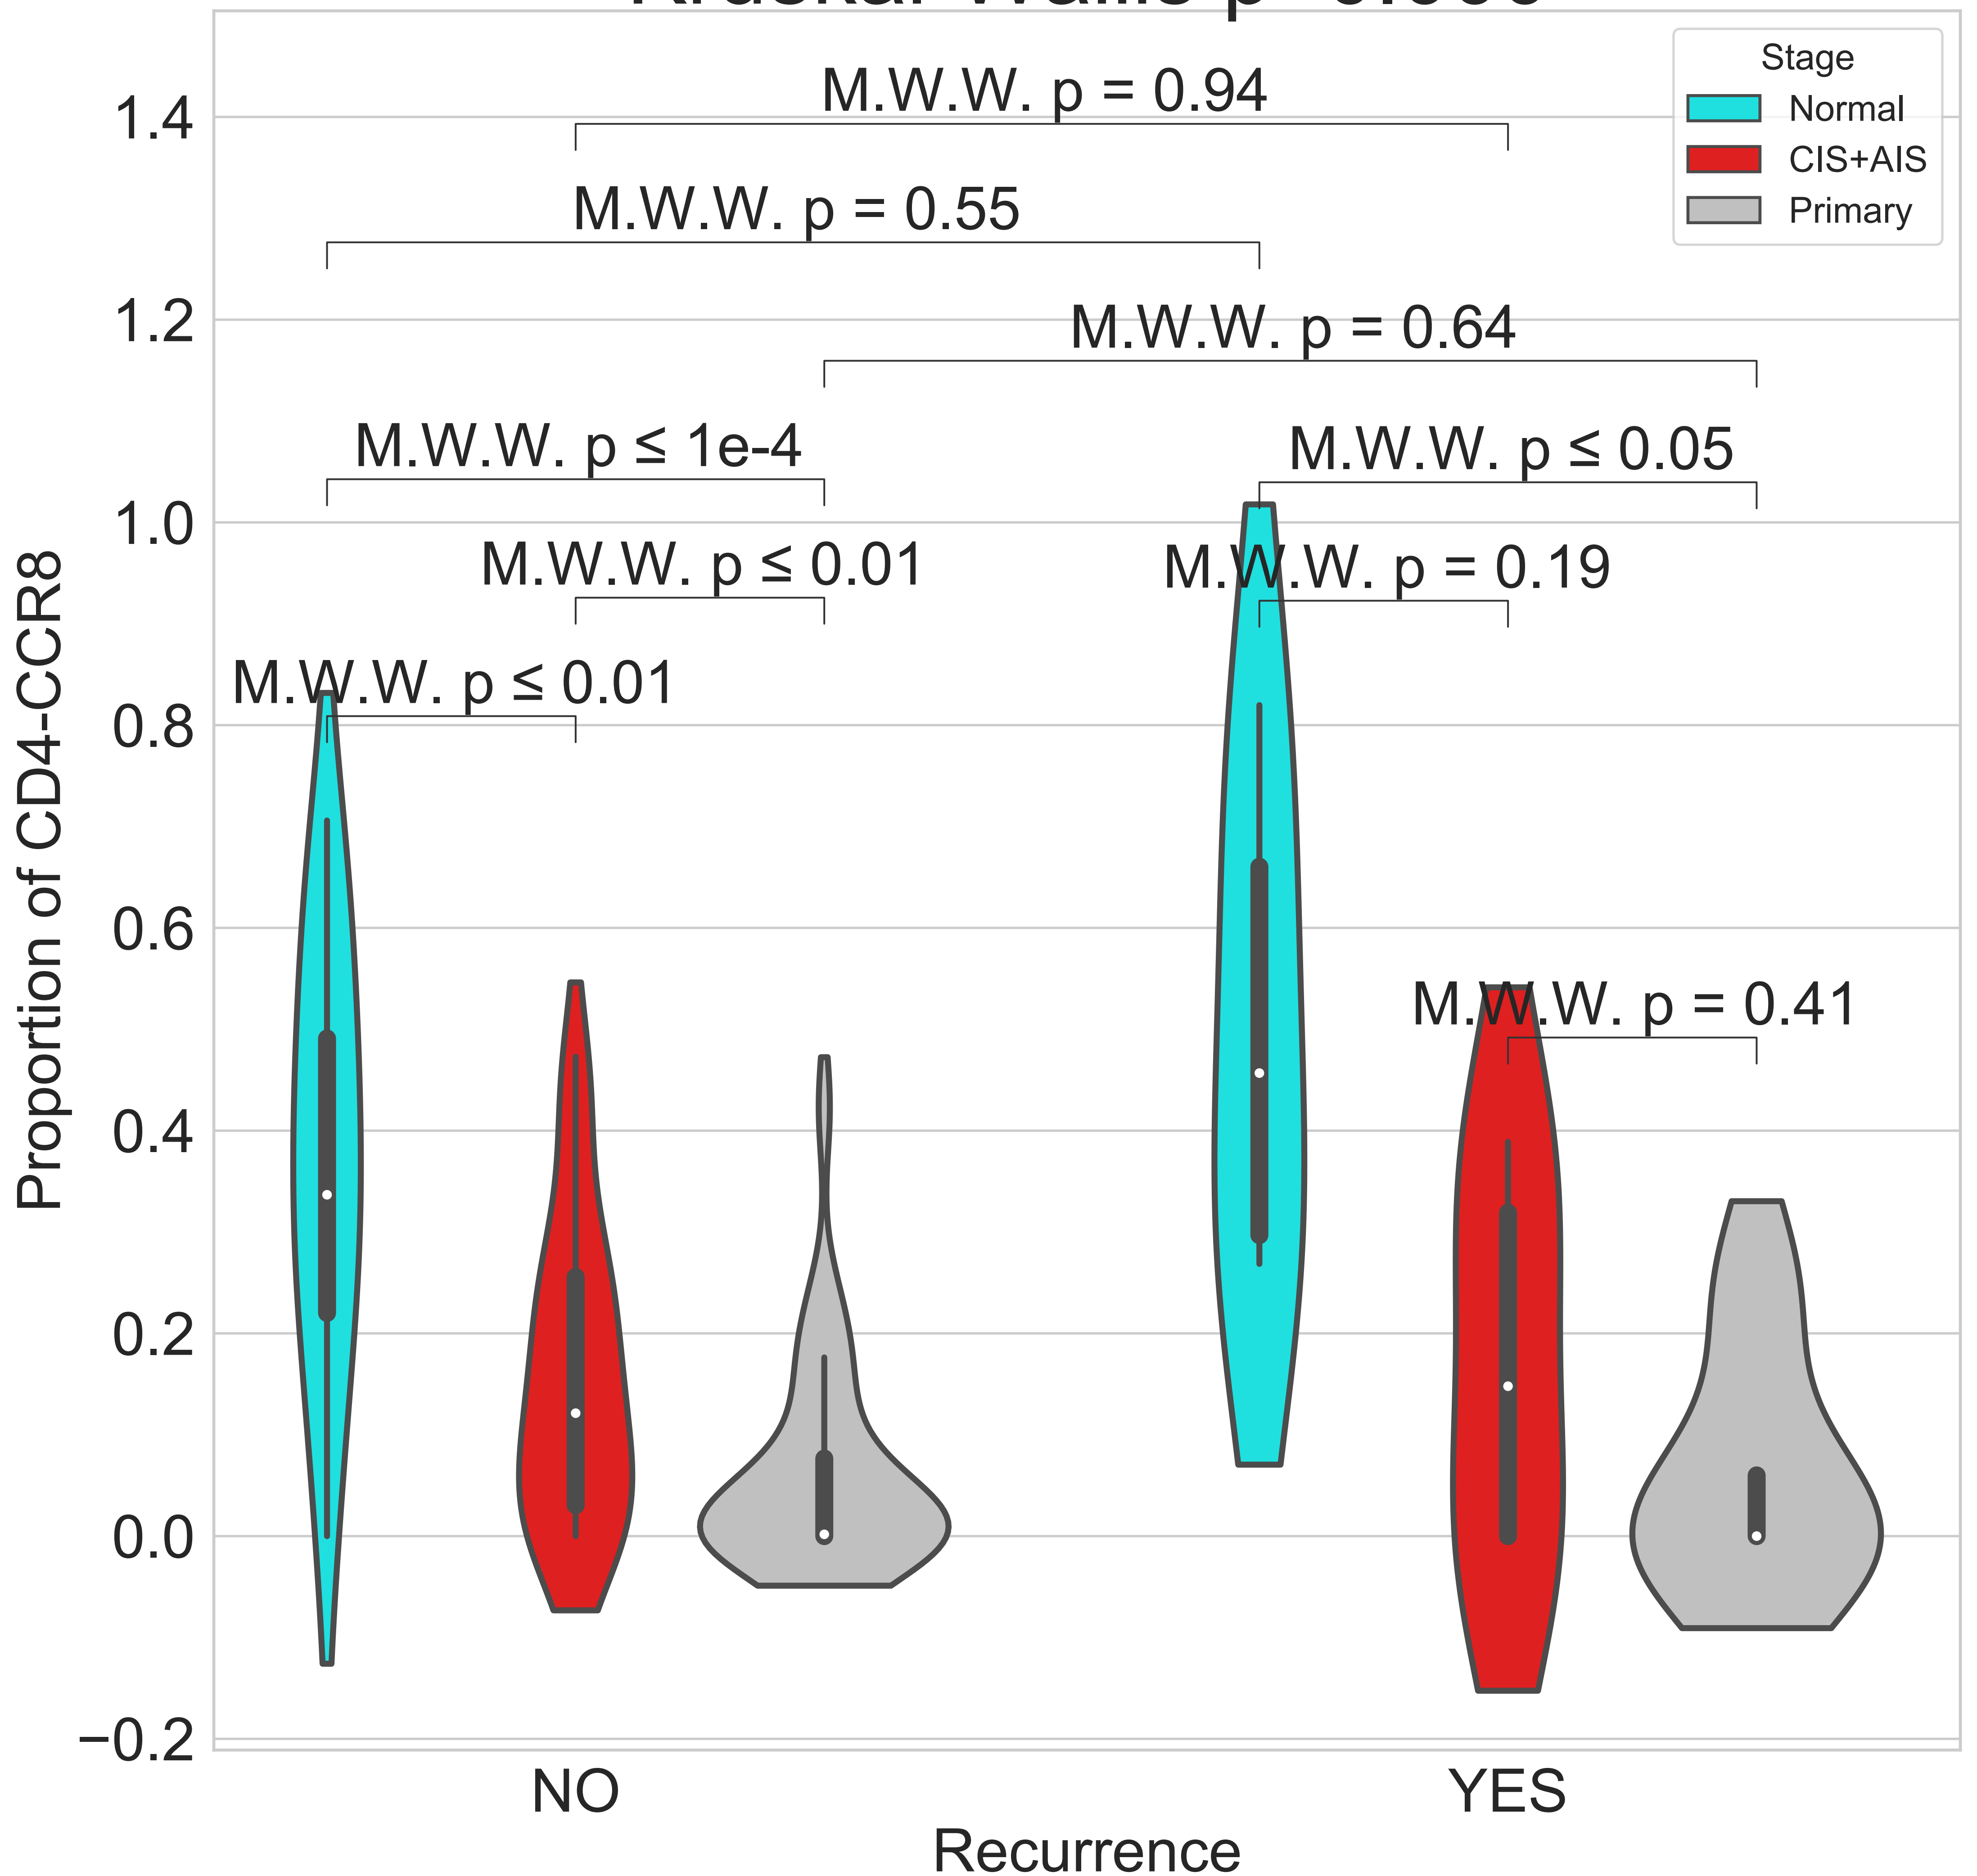 Stage
Normal
CIS+AIS
Primary
M.W.W. p = 0.94
M.W.W. p = 0.55
M.W.W. p = 0.64
M.W.W. p ≤ 1e-4
M.W.W. p ≤ 0.05
M.W.W. p ≤ 0.01
M.W.W. p = 0.19
M.W.W. p ≤ 0.01
M.W.W. p = 0.41
1.4
1.2
1.0
0.8
0.6
0.4
0.2
0.0
−0.2
Proportion of CD4-CCR8
NO
YES
Recurrence